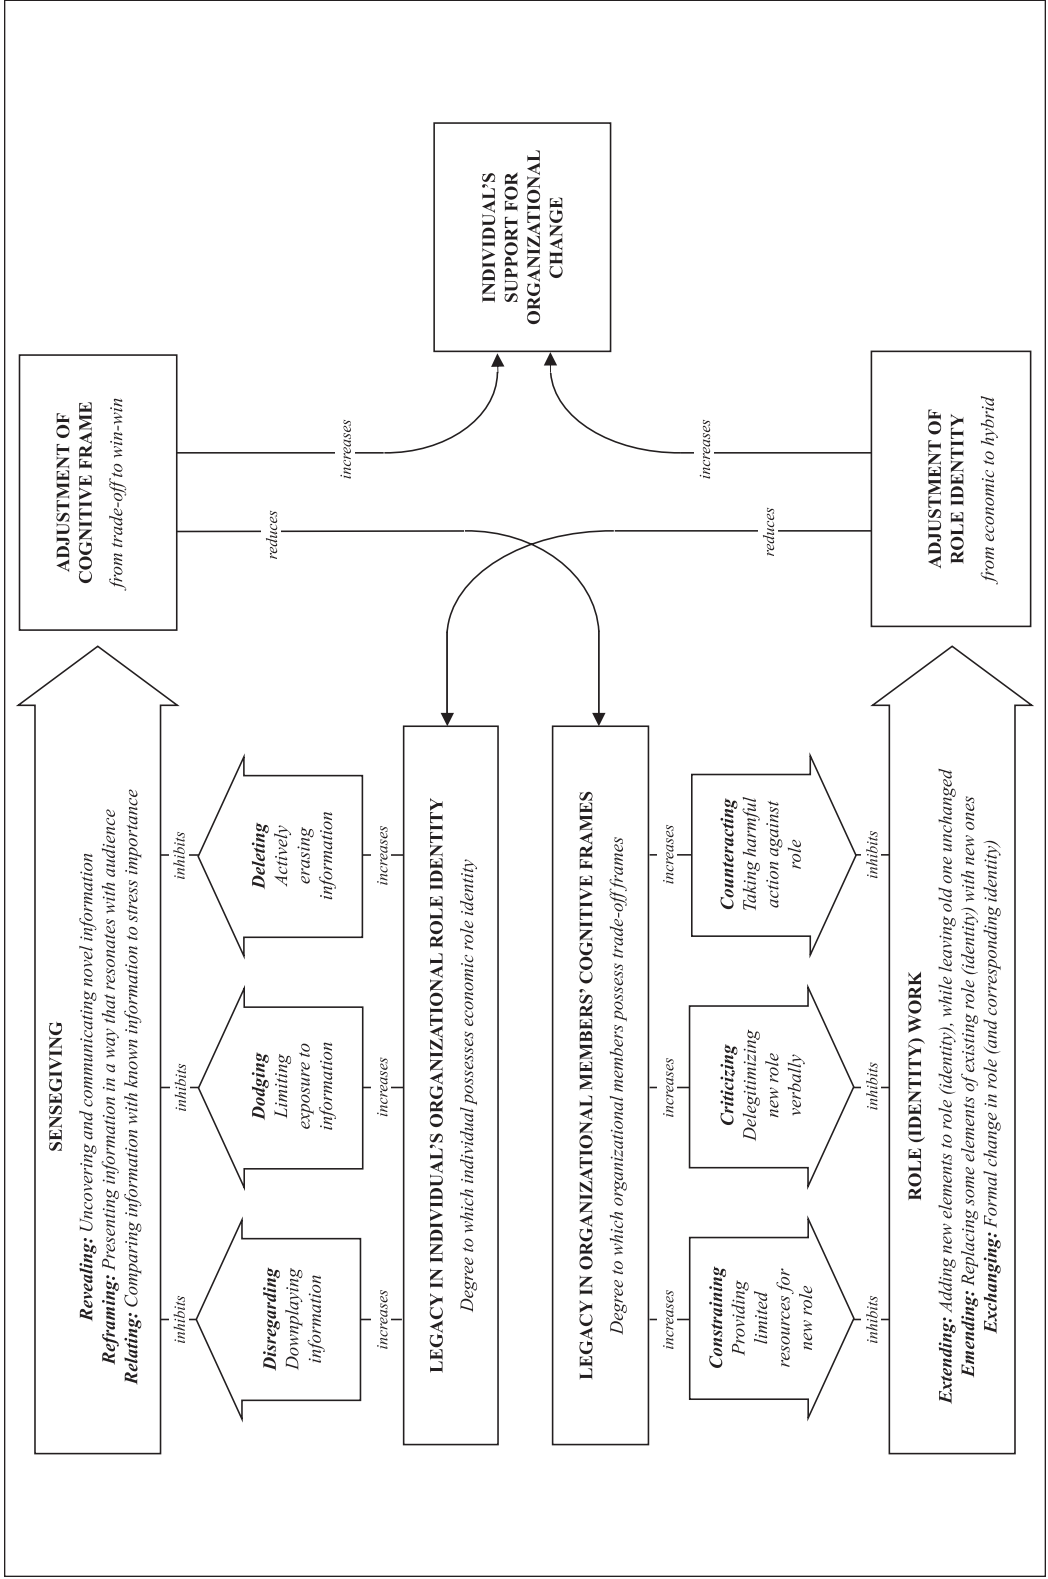 SENSEGIVING
Revealing: Uncovering and communicating novel information
Reframing: Presenting information in a way that resonates with audience
Relating: Comparing information with known information to stress importance
ADJUSTMENT OF
COGNITIVE FRAME
from trade-off to win-win
inhibits
inhibits
inhibits
Disregarding
Downplaying
information
Dodging
Limiting
exposure to
information
Deleting
Actively
erasing
information
reduces
increases
increases
increases
increases
LEGACY IN INDIVIDUAL'S ORGANIZATIONAL ROLE IDENTITY
Degree to which individual possesses economic role identity
INDIVIDUAL'S
SUPPORT FOR
ORGANIZATIONAL
CHANGE
LEGACY IN ORGANIZATIONAL MEMBERS' COGNITIVE FRAMES
Degree to which organizational members possess trade-off frames
increases
increases
increases
Constraining
Providing
limited
resources for
new role
Criticizing
Delegitimizing
new role
verbally
Counteracting
Taking harmful
action against
role
reduces
increases
inhibits
inhibits
inhibits
ROLE (IDENTITY) WORK
Extending: Adding new elements to role (identity), while leaving old one unchanged
Emending: Replacing some elements of existing role (identity) with new ones
Exchanging: Formal change in role (and corresponding identity)
ADJUSTMENT OF
ROLE IDENTITY
from economic to hybrid